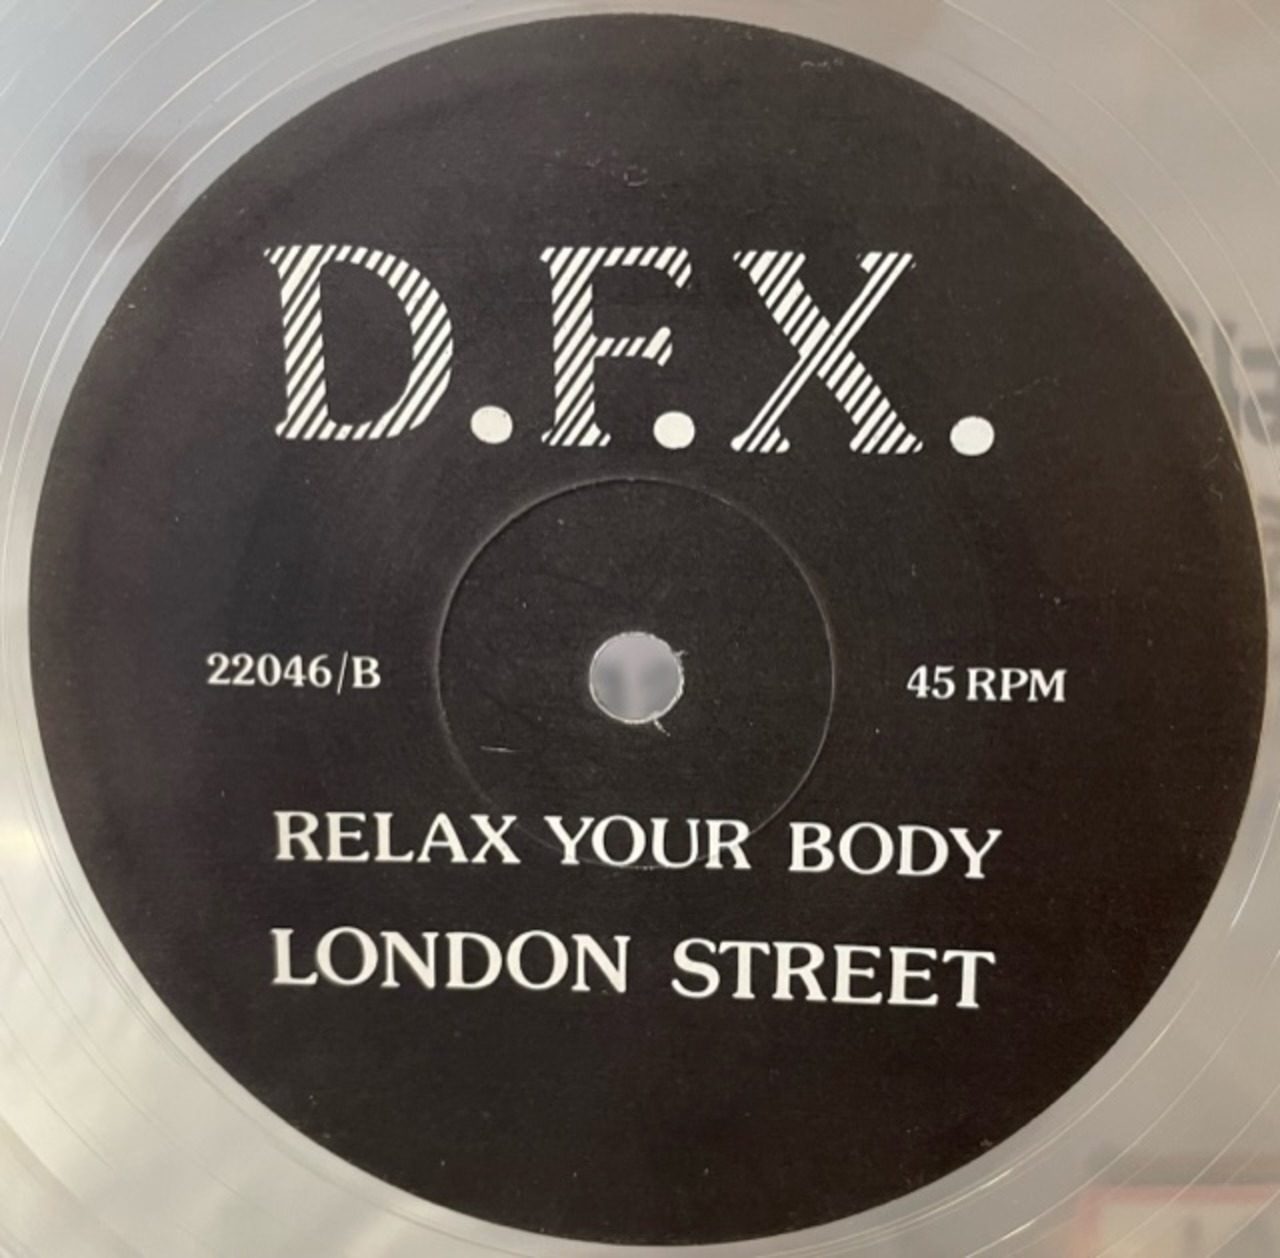 D.F.X.
22046/B
45 RPM
RELAX YOUR BODY
LONDON STREET